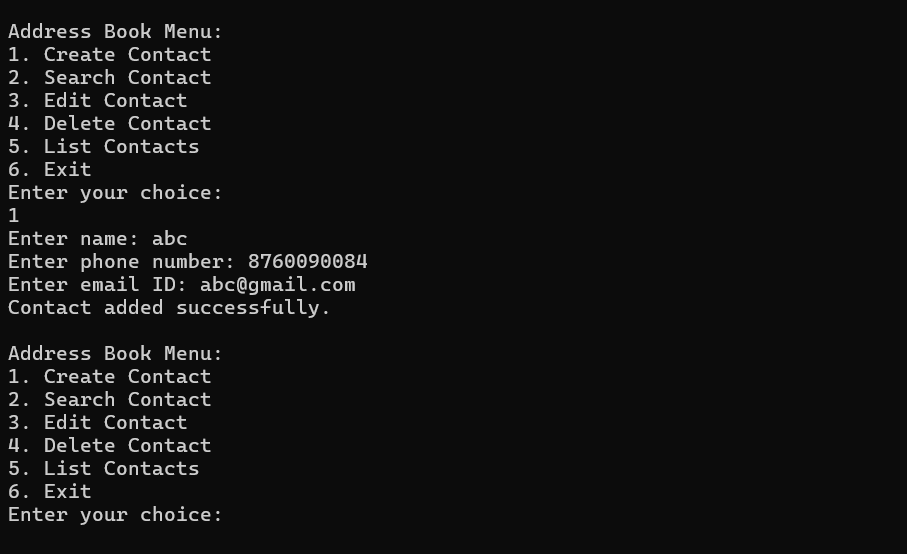 Address Book Menu:
1. Create Contact
2. Search Contact
3. Edit Contact
4. Delete Contact
5. List Contacts
6. Exit
Enter your choice:
1
Enter name: abc
Enter phone number: 8760090084
Enter email ID: abc@gmail.com
Contact added successfully.

Address Book Menu:
1. Create Contact
2. Search Contact
3. Edit Contact
4. Delete Contact
5. List Contacts
6. Exit
Enter your choice: